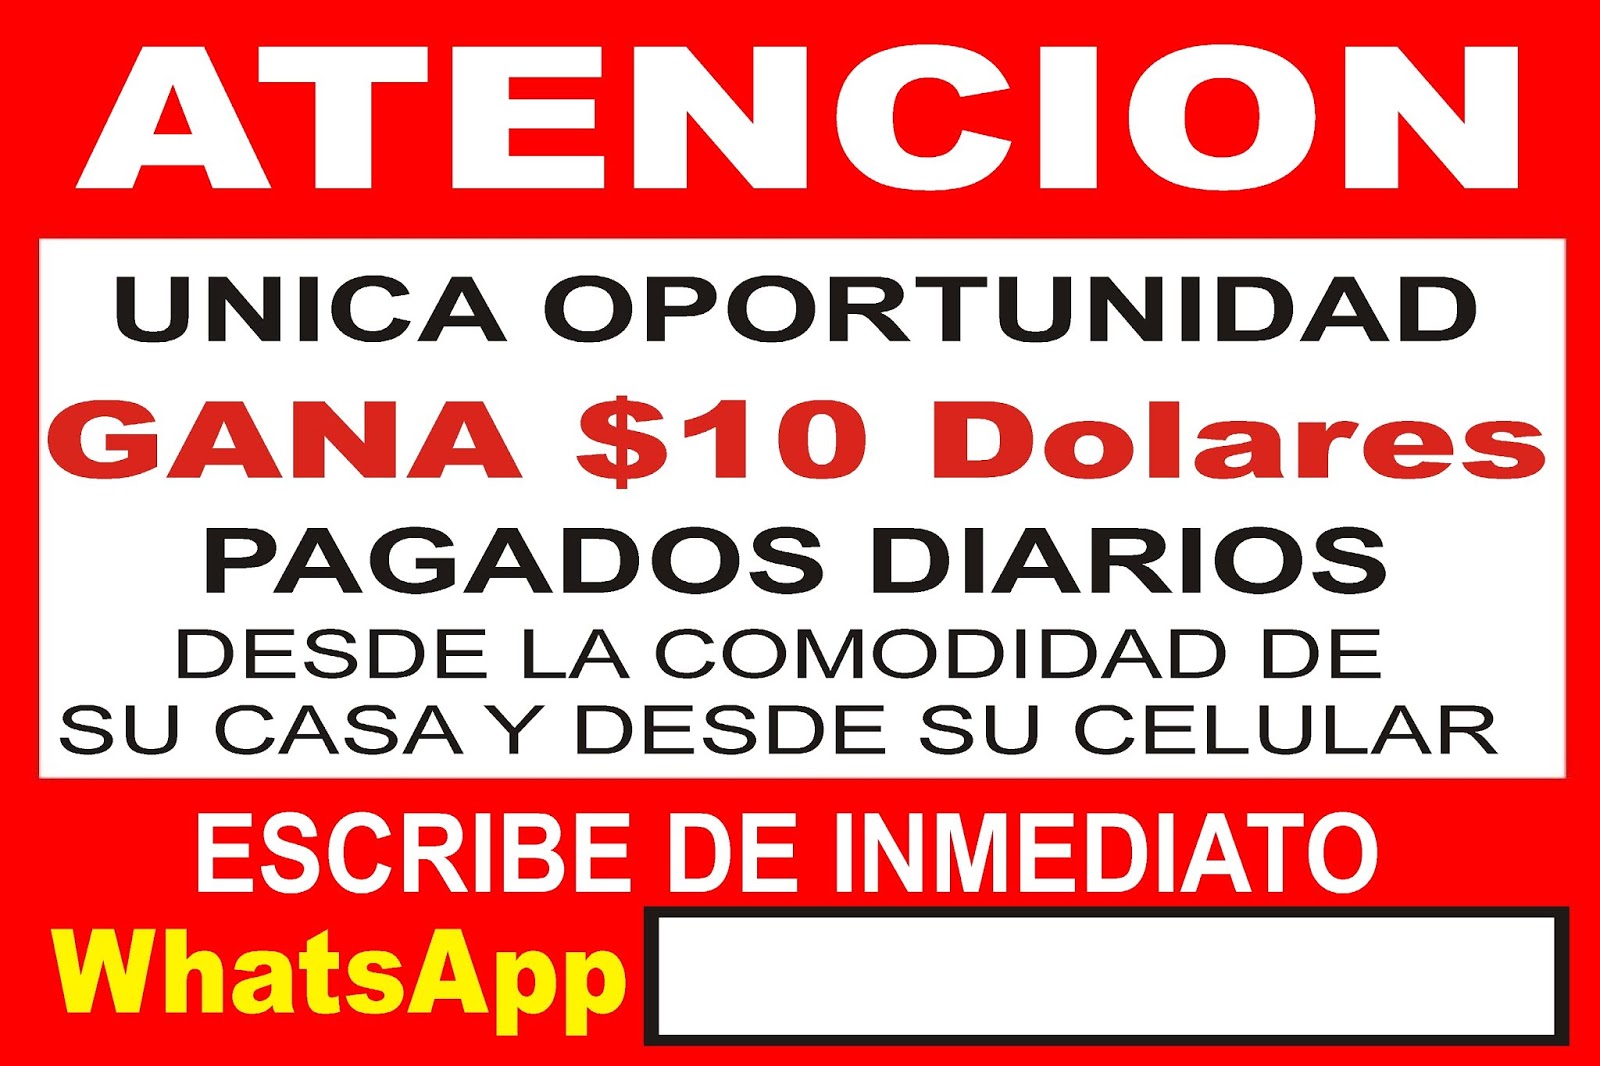 ATENCION
UNICA OPORTUNIDAD
GANA $10 Dolares
PAGADOS DIARIOS
DESDE LA COMODIDAD DE
SU CASA Y DESDE SU CELULAR
ESCRIBE DE INMEDIATO
WhatsApp